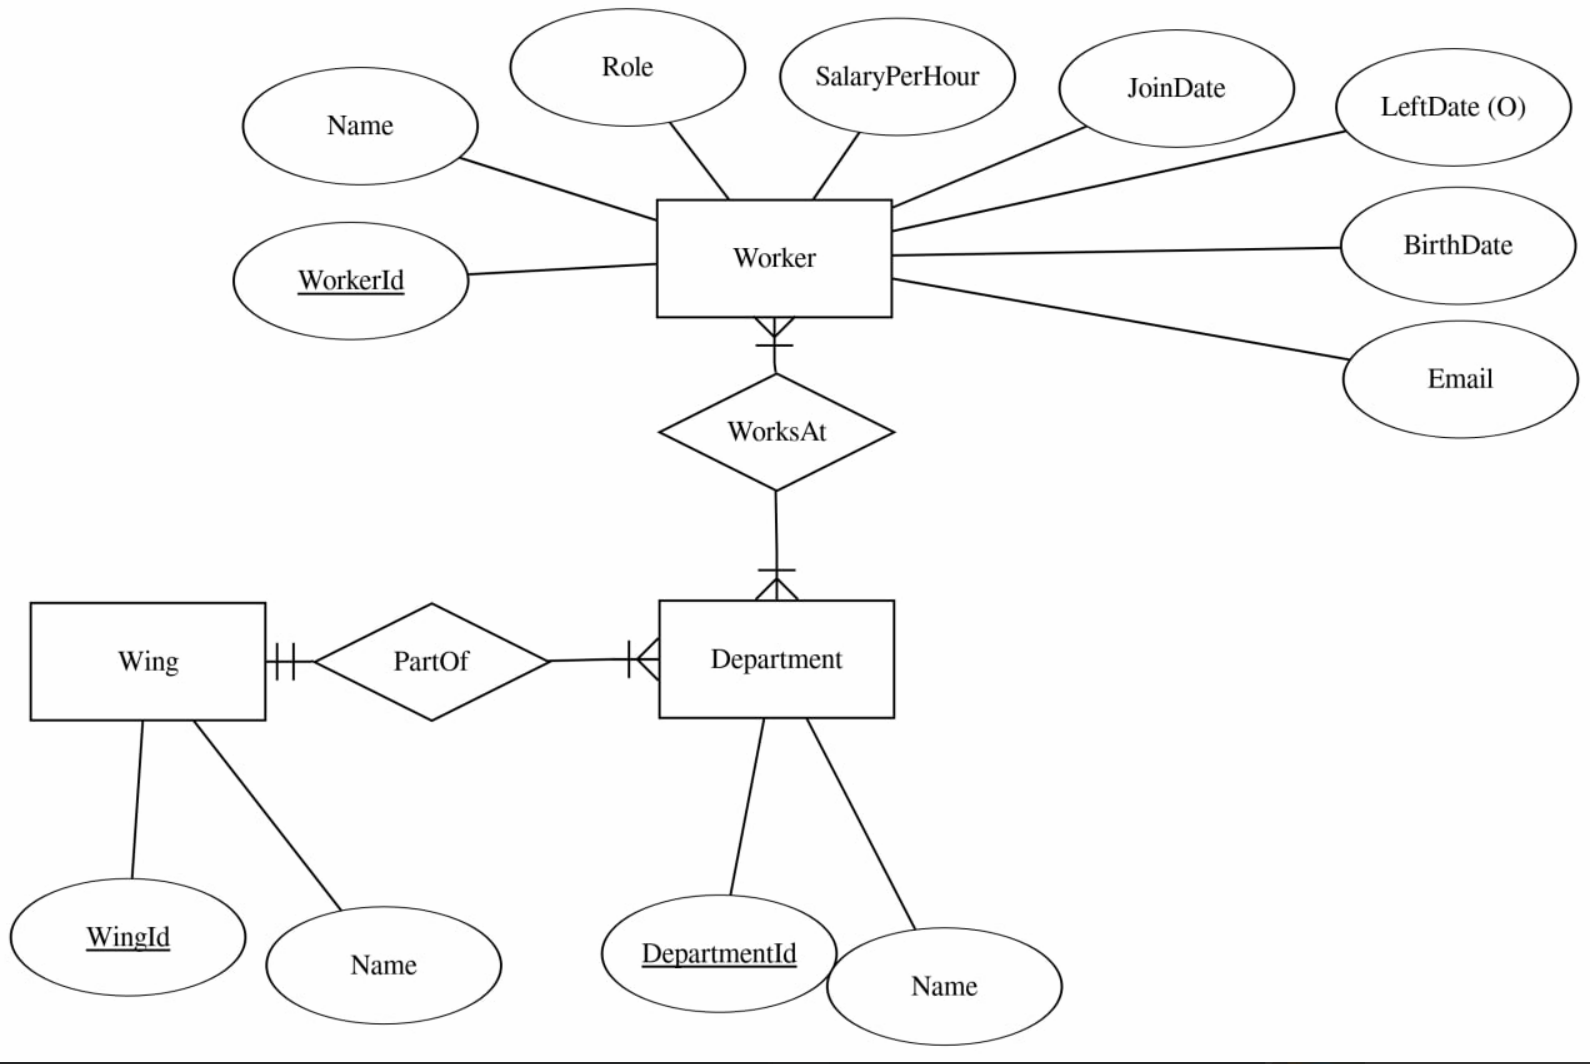 Role
SalaryPerHour
JoinDate
LeftDate (O)
Name
BirthDate
Worker
WorkerId
Email
WorksAt
Wing
PartOf
Department
WingId
Name
DepartmentId
Name